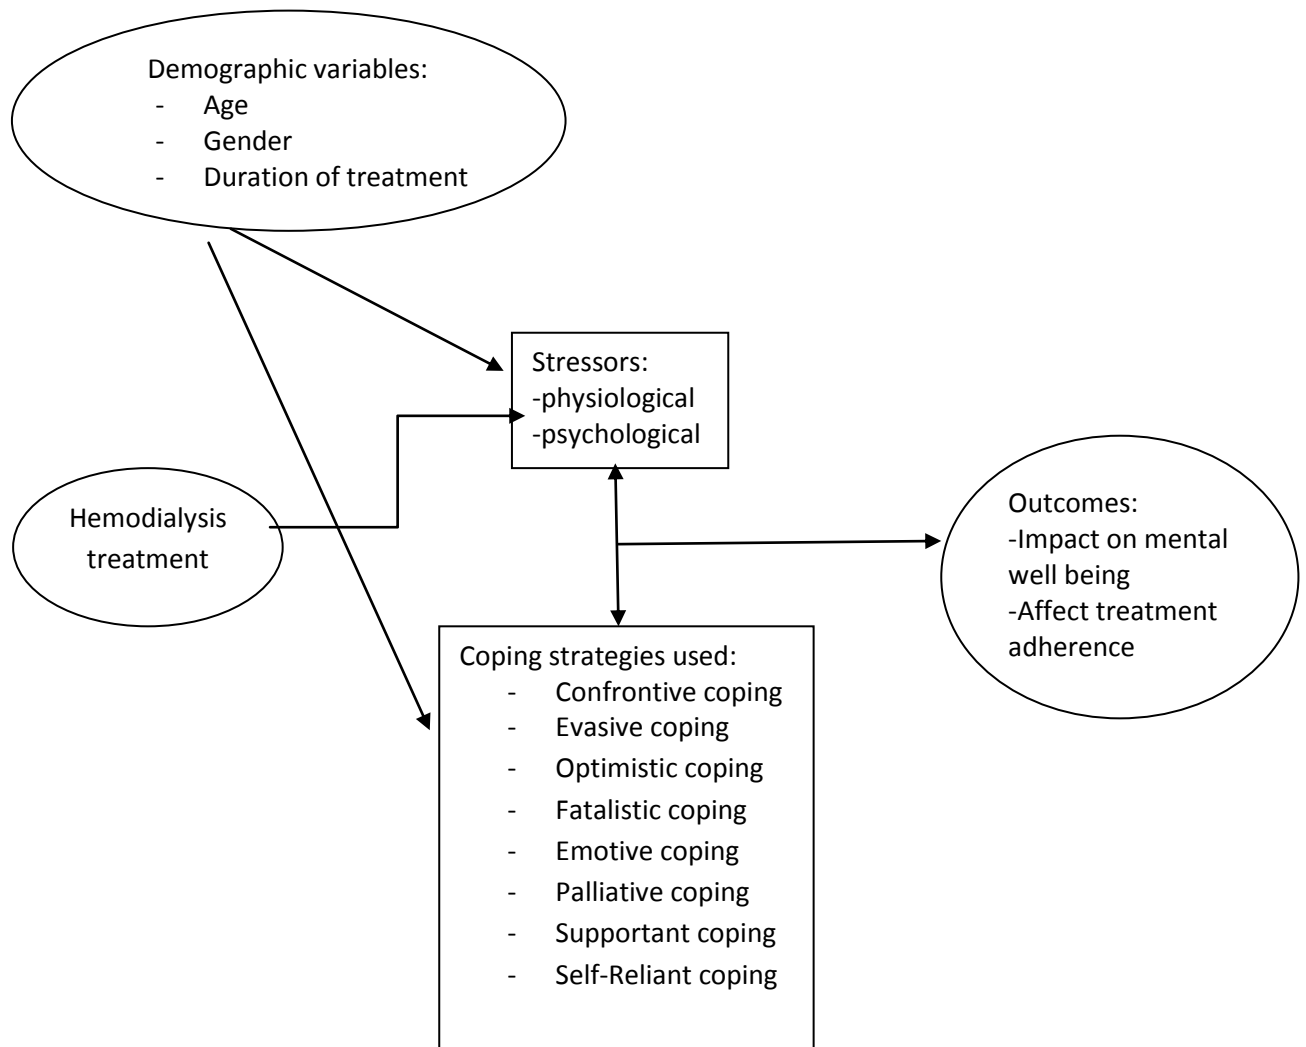 Demographic variables:
- Age
- Gender
- Duration of treatment
Stressors:
-physiological
-psychological
Hemodialysis
treatment
Outcomes:
-Impact on mental
well being
-Affect treatment
adherence
Coping strategies used:
- Confrontive coping
- Evasive coping
- Optimistic coping
- Fatalistic coping
- Emotive coping
- Palliative coping
- Supportant coping
- Self-Reliant coping